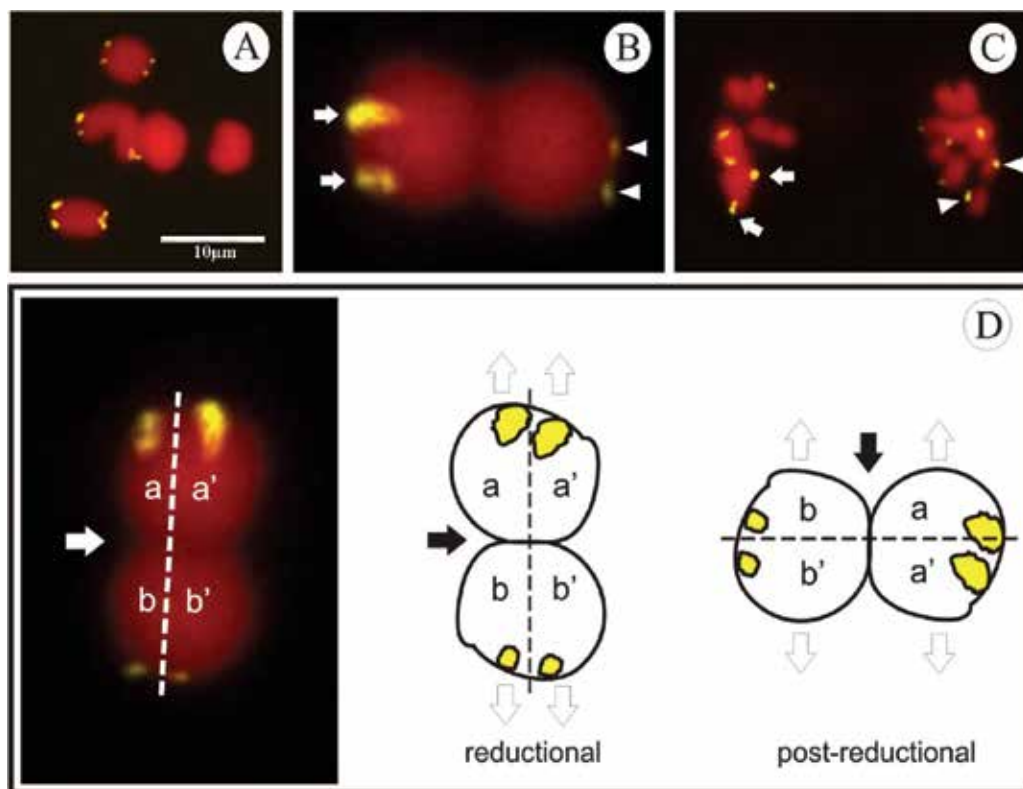 A
B
C
10µm
D
a a'
b b'
a a'
b b'
reductional
b a
b' a'
post-reductional